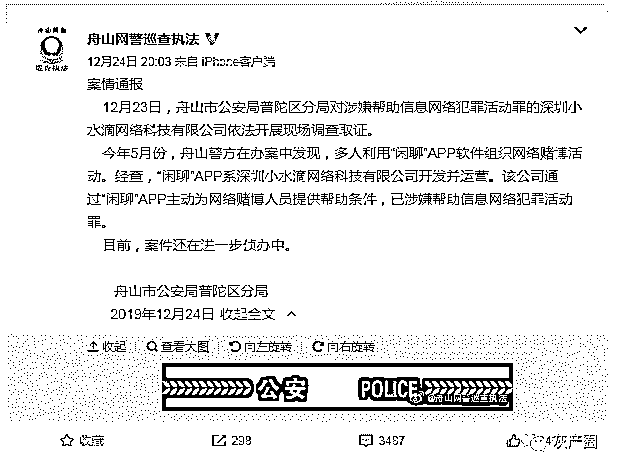 舟山网警巡查执法
12月24日 20:03 来自 iPhone客户端
案情通报
12月23日，舟山市公安局普陀区分局对涉嫌帮助信息网络犯罪活动罪的深圳小
水滴网络科技有限公司依法开展现场调查取证。
今年5月份，舟山警方在办案中发现，多人利用“闲聊”APP软件组织网络赌博活
动。经查，“闲聊”APP系深圳小水滴网络科技有限公司开发并运营。该公司通
过“闲聊”APP主动为网络赌博人员提供帮助条件，已涉嫌帮助信息网络犯罪活动
罪。
目前，案件还在进一步侦办中。
舟山市公安局普陀区分局
2019年12月24日 收起全文
收起 查看大图 向左旋转 向右旋转
公安 POLICE
@舟山网警巡查执法
收藏 298 3467
灰产圈